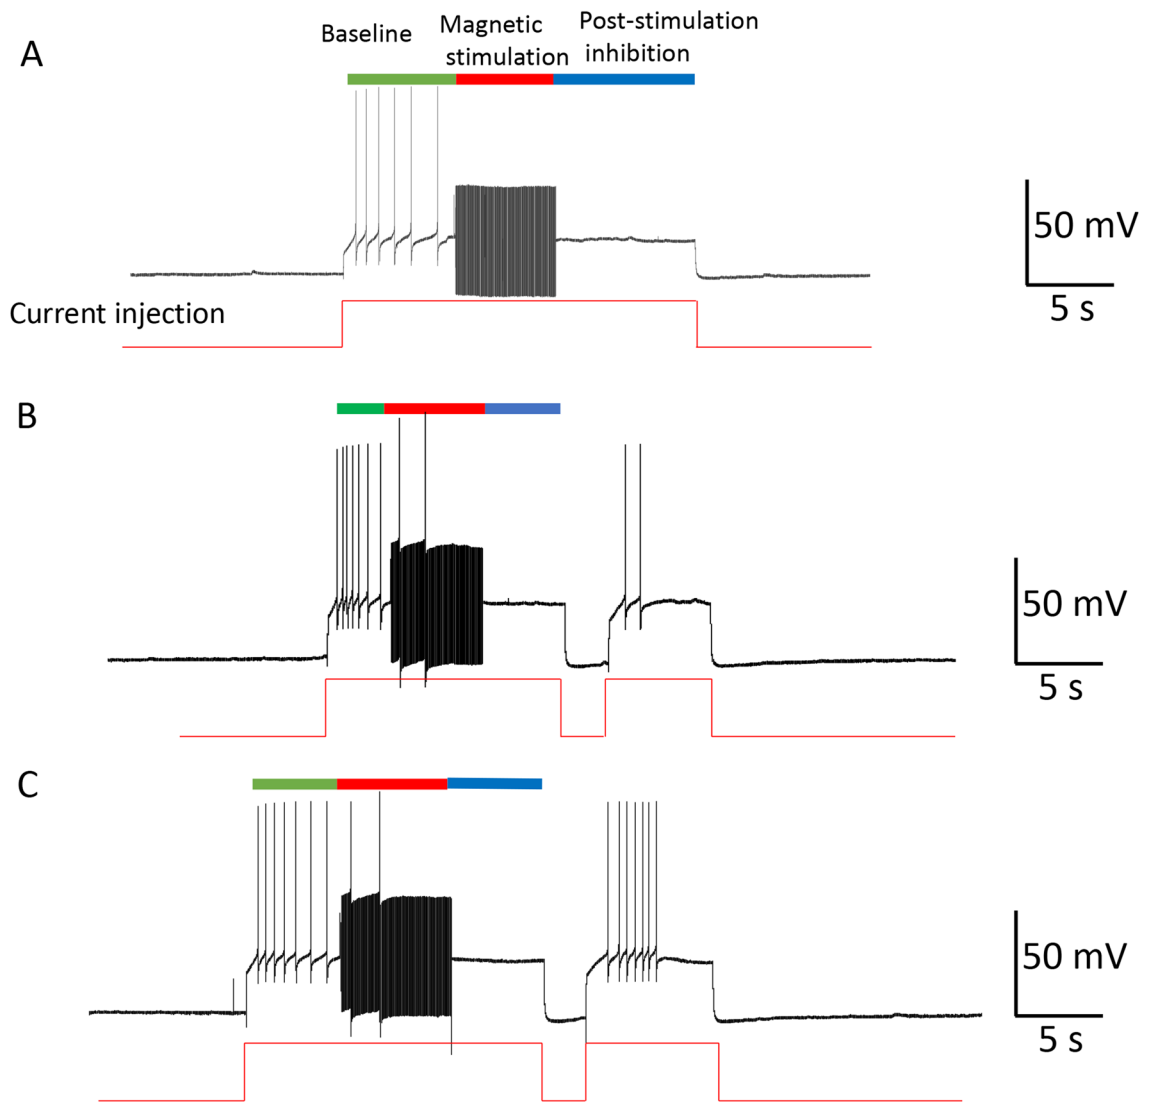 A
Baseline
Magnetic
stimulation
Post-stimulation
inhibition
50 mV
5 s
Current injection
B
50 mV
5 s
C
50 mV
5 s